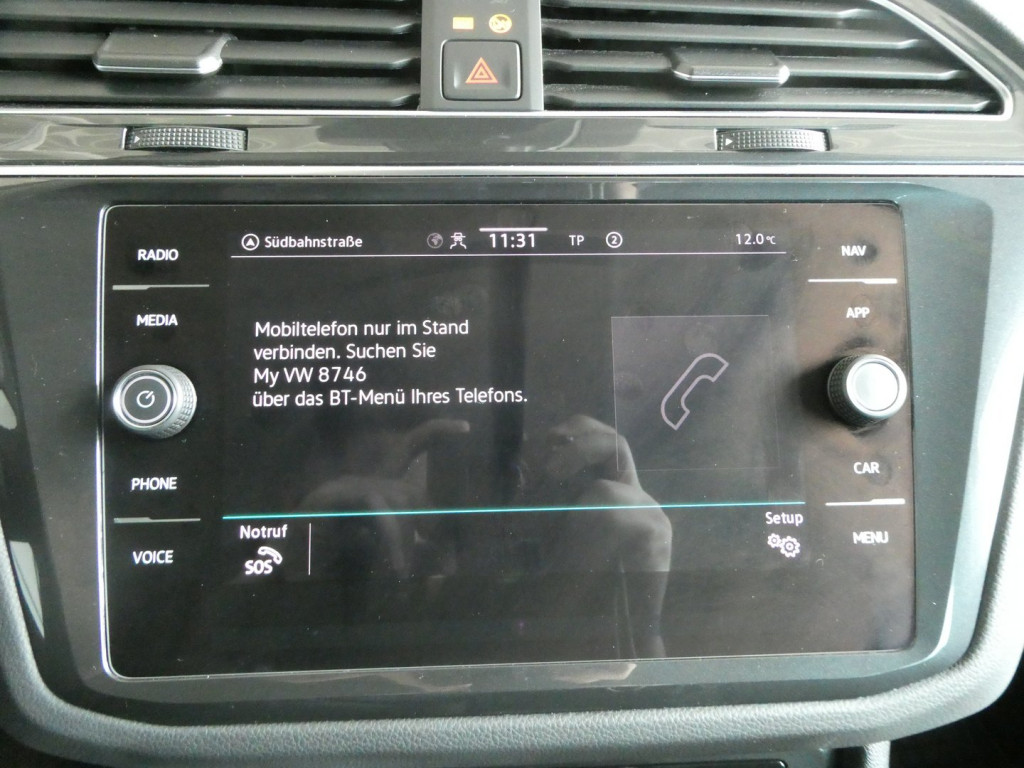 RADIO
MEDIA
PHONE
VOICE
Südbahnstraße
11:31
TP
2
12.0°C
Mobiltelefon nur im Stand
verbinden. Suchen Sie
My VW 8746
über das BT-Menü Ihres Telefons.
Notruf
SOS
Setup
NAV
APP
CAR
MENU